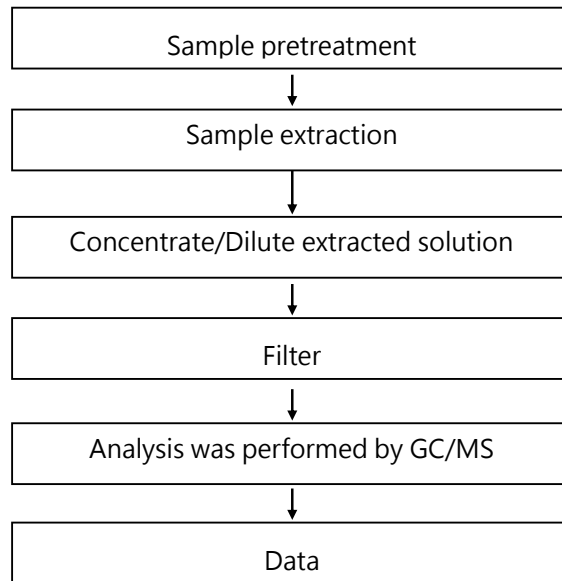 Sample pretreatment
Sample extraction
Concentrate/Dilute extracted solution
Filter
Analysis was performed by GC/MS
Data